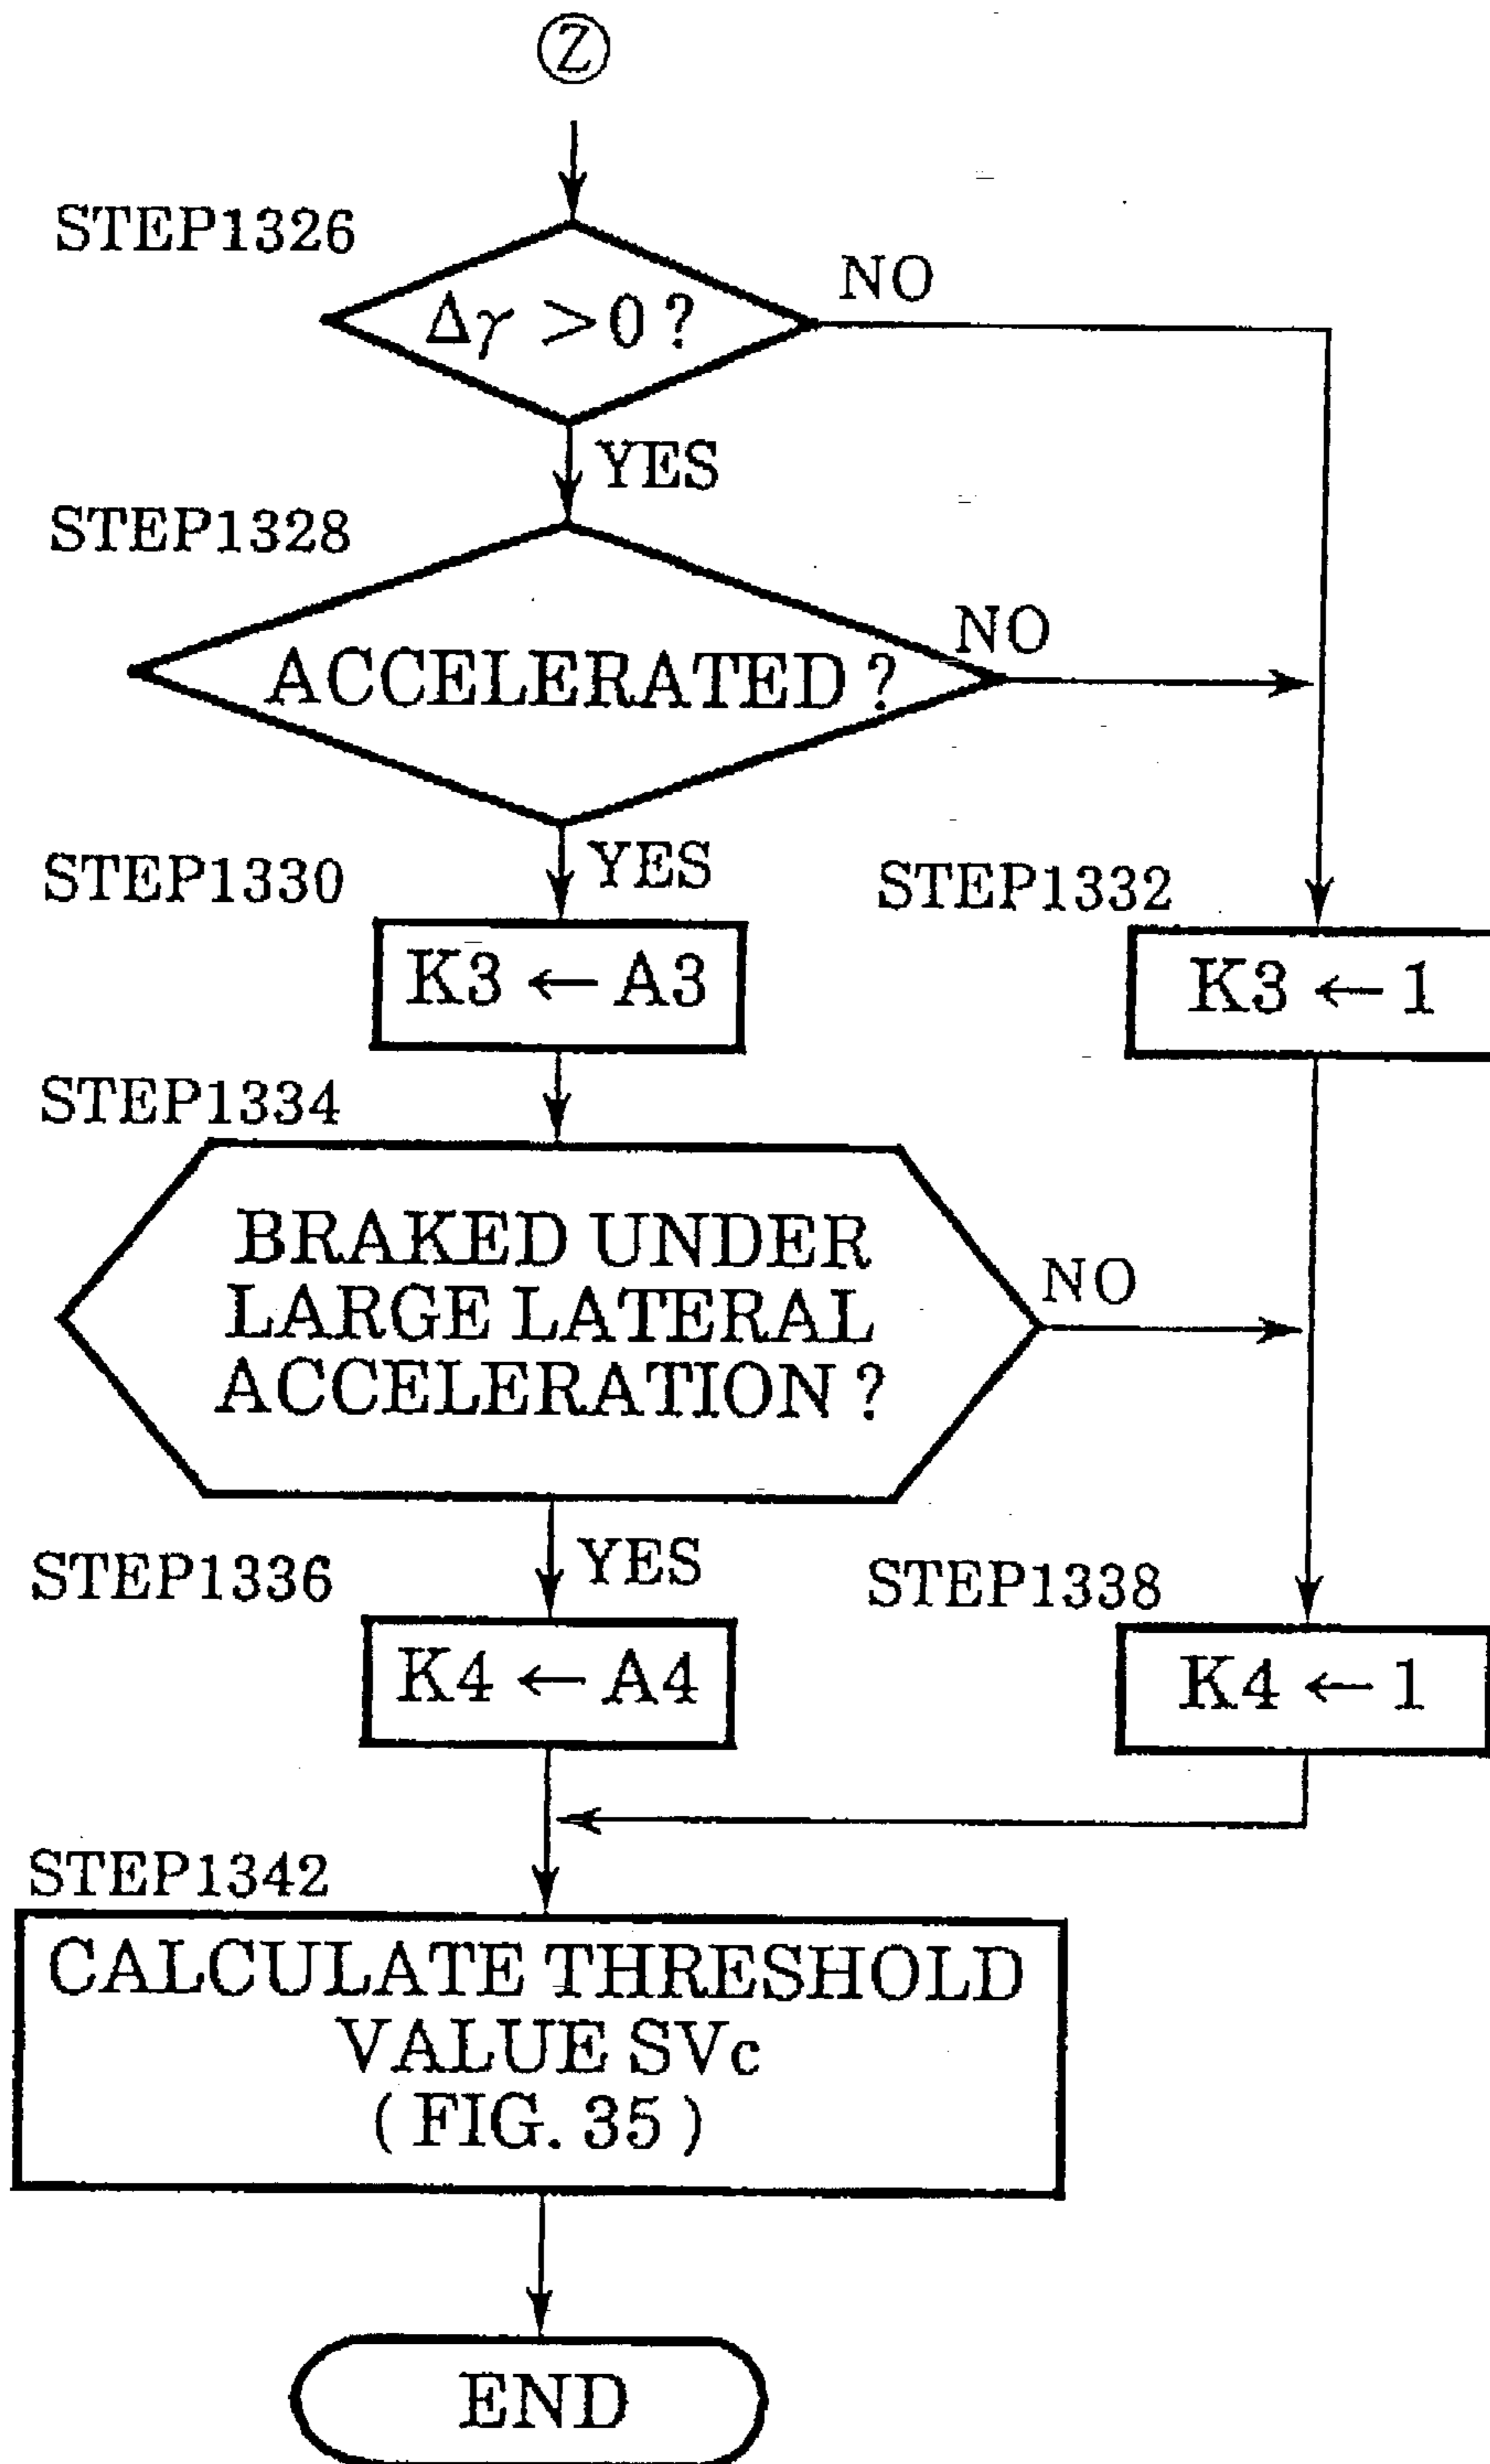 Z
STEP1326
Δγ >0 ?
NO
YES
STEP1328
ACCELERATED ?
NO
YES
STEP1330
K3 ← A3
STEP1332
K3 ← 1
STEP1334
BRAKED UNDER
LARGE LATERAL
ACCELERATION ?
NO
YES
STEP1336
K4 ← A4
STEP1338
K4 ← 1
STEP1342
CALCULATE THRESHOLD
VALUE SVc
( FIG. 35 )
END